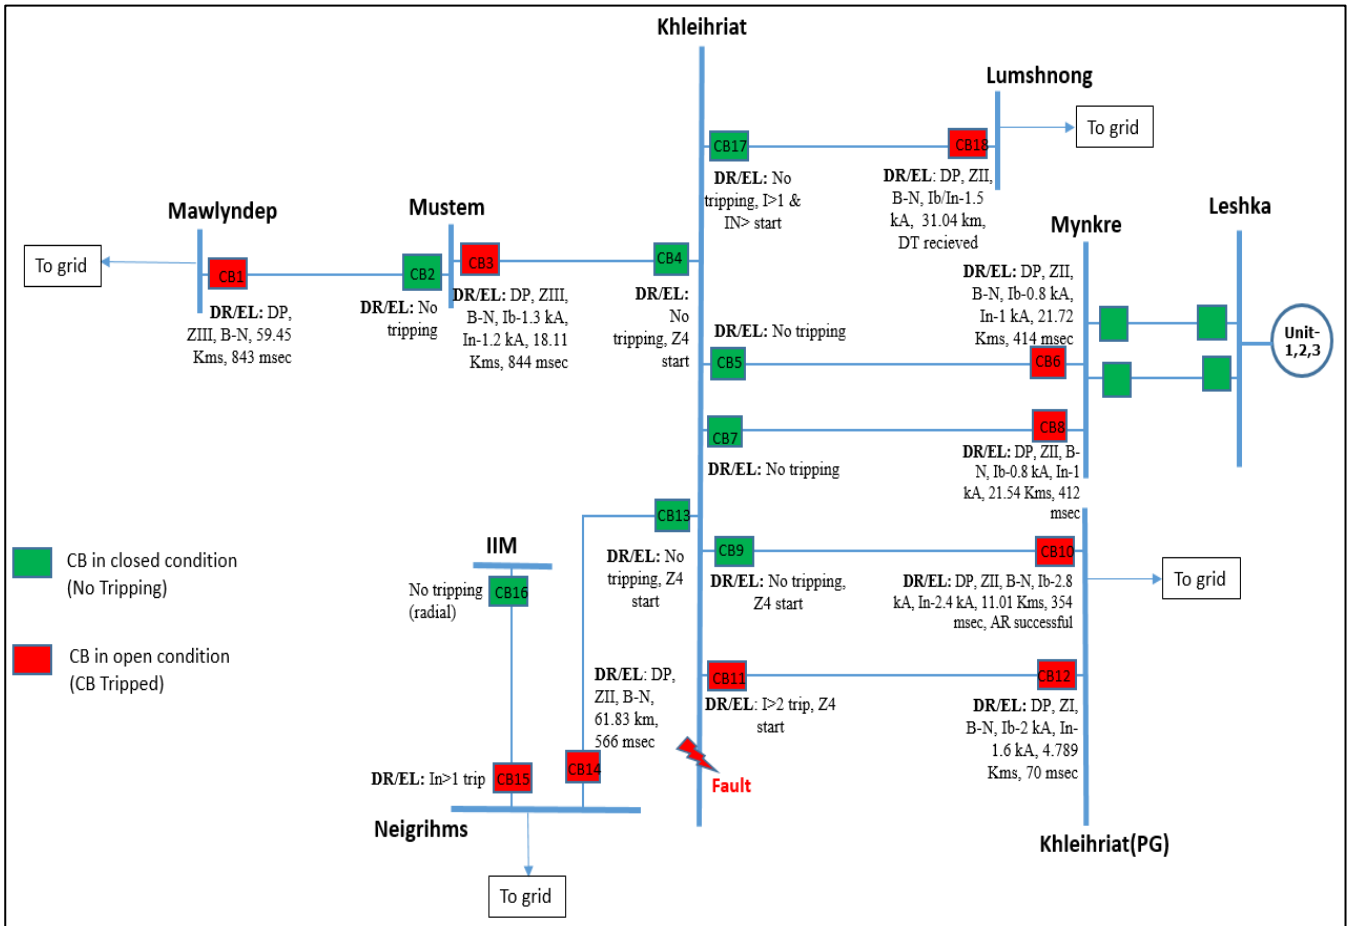 Khleihriat
Lumshnong
To grid
CB17
CB18
DR/EL: No
tripping, I>1 &
IN> start
DR/EL: DP, ZII,
B-N, Ib/In-1.5
kA, 31.04 km,
DT recieved
Mawlyndep
Mustem
Mynkre
Leshka
To grid
CB1
CB2
CB3
CB4
DR/EL: DP,
ZIII, B-N, 59.45
Kms, 843 msec
DR/EL: No
tripping
DR/EL: DP, ZIII,
B-N, Ib-1.3 kA,
In-1.2 kA, 18.11
Kms, 844 msec
DR/EL:
No
tripping, Z4
start
DR/EL: DP,
ZII,
B-N, Ib-0.8 kA,
In-1 kA, 21.72
Kms, 414 msec
Unit-
1,2,3
DR/EL: No tripping
CB5
CB6
CB7
CB8
DR/EL: No tripping
DR/EL: DP, ZII, B-
N, Ib-0.8 kA, In-1
kA, 21.54 Kms, 412
msec
CB13
CB9
CB10
DR/EL: No
tripping, Z4
start
DR/EL: No tripping,
Z4 start
DR/EL: DP, ZII, B-N, Ib-2.8
kA, In-2.4 kA, 11.01 Kms, 354
msec, AR successful
To grid
IIM
No tripping
(radial)
CB16
CB in closed condition
(No Tripping)
CB in open condition
(CB Tripped)
DR/EL: DP,
ZII, B-N,
61.83 km,
566 msec
CB11
CB12
DR/EL: I>2 trip, Z4
start
DR/EL: DP, ZI,
B-N, Ib-2 kA, In-
1.6 kA, 4.789
Kms, 70 msec
DR/EL: In>1 trip
CB15
CB14
Fault
Neigrihms
Khleihriat(PG)
To grid